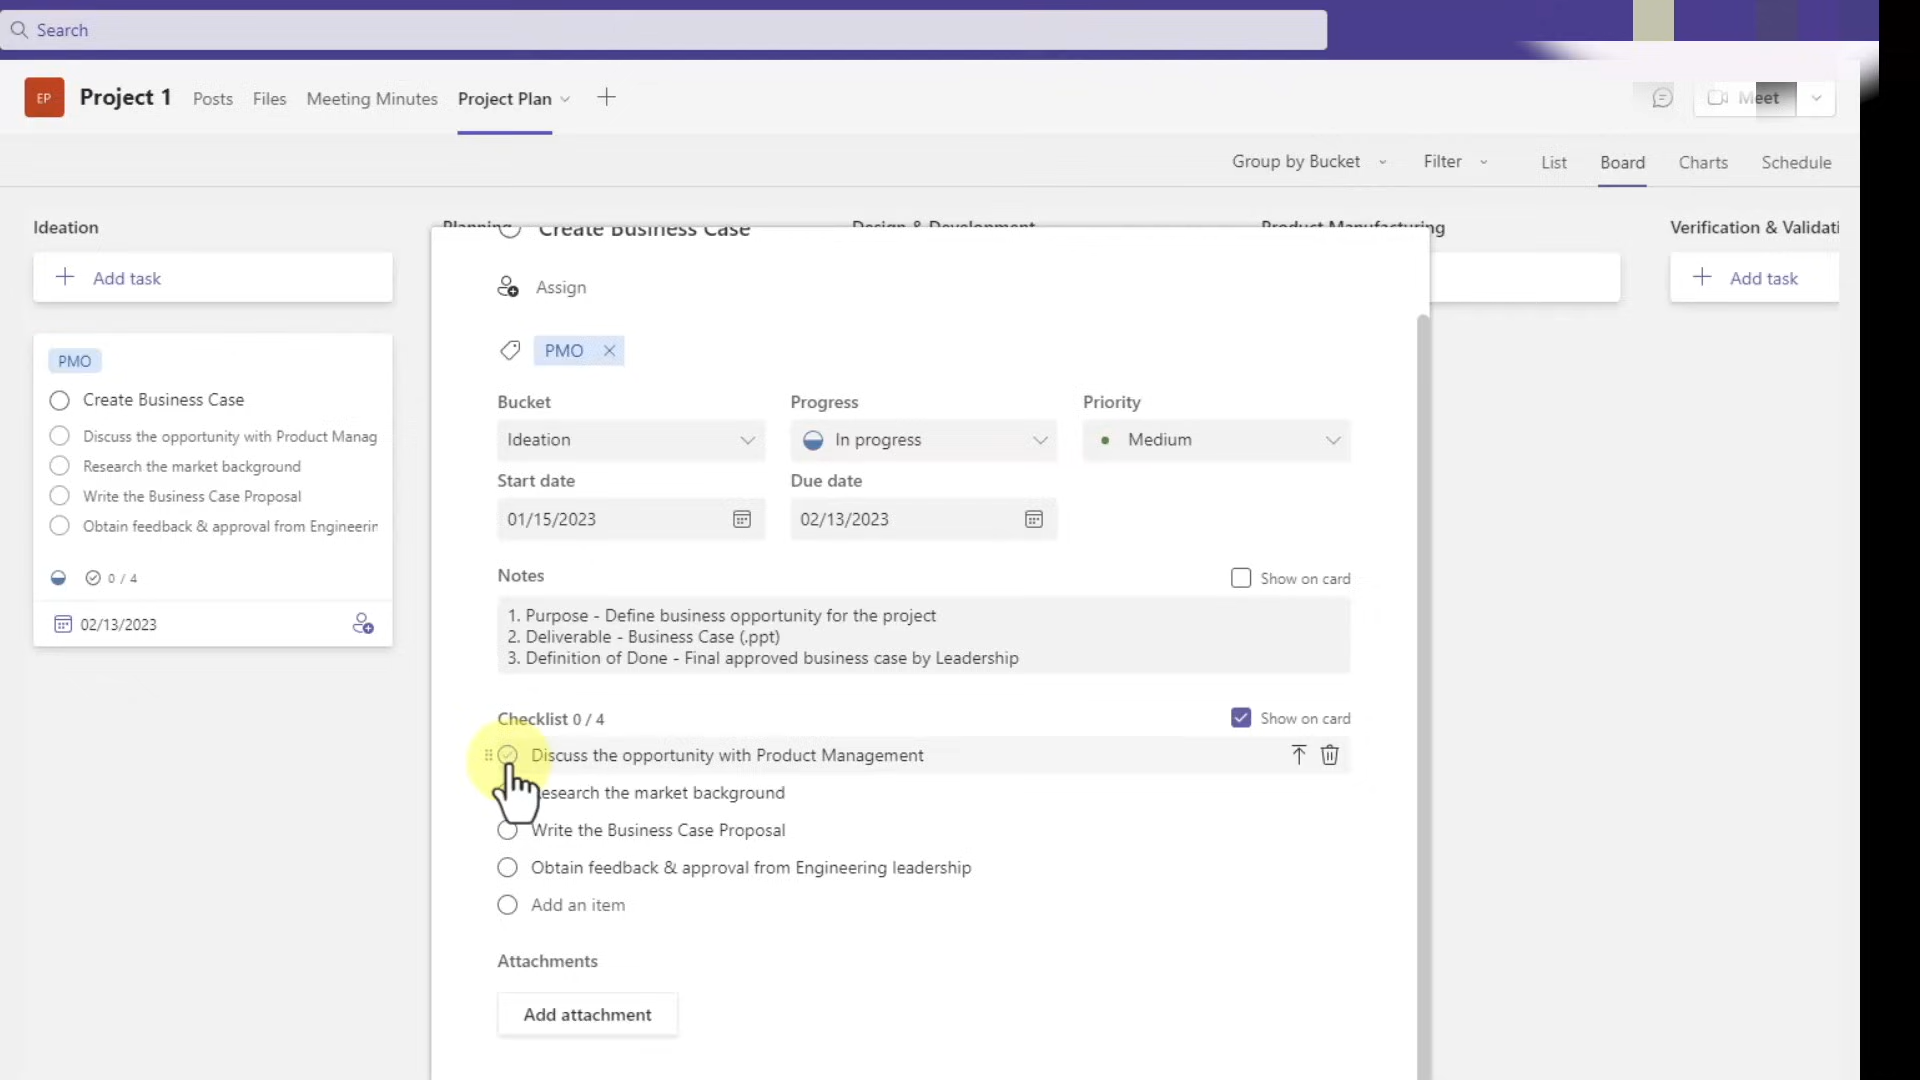 Search
EP
Project 1
Posts
Files
Meeting Minutes
Project Plan
Meet
Group by Bucket
Filter
List
Board
Charts
Schedule
Ideation
Planning
Design & Development
Product Manufacturing
Verification & Validati
Add task
Add task
PMO
Create Business Case
Discuss the opportunity with Product Manag
Research the market background
Write the Business Case Proposal
Obtain feedback & approval from Engineerin
0 / 4
02/13/2023
Create Business Case
Assign
PMO
Bucket
Progress
Priority
Ideation
In progress
Medium
Start date
Due date
01/15/2023
02/13/2023
Notes
Show on card
1. Purpose - Define business opportunity for the project
2. Deliverable - Business Case (.ppt)
3. Definition of Done - Final approved business case by Leadership
Checklist 0 / 4
Show on card
Discuss the opportunity with Product Management
esearch the market background
Write the Business Case Proposal
Obtain feedback & approval from Engineering leadership
Add an item
Attachments
Add attachment